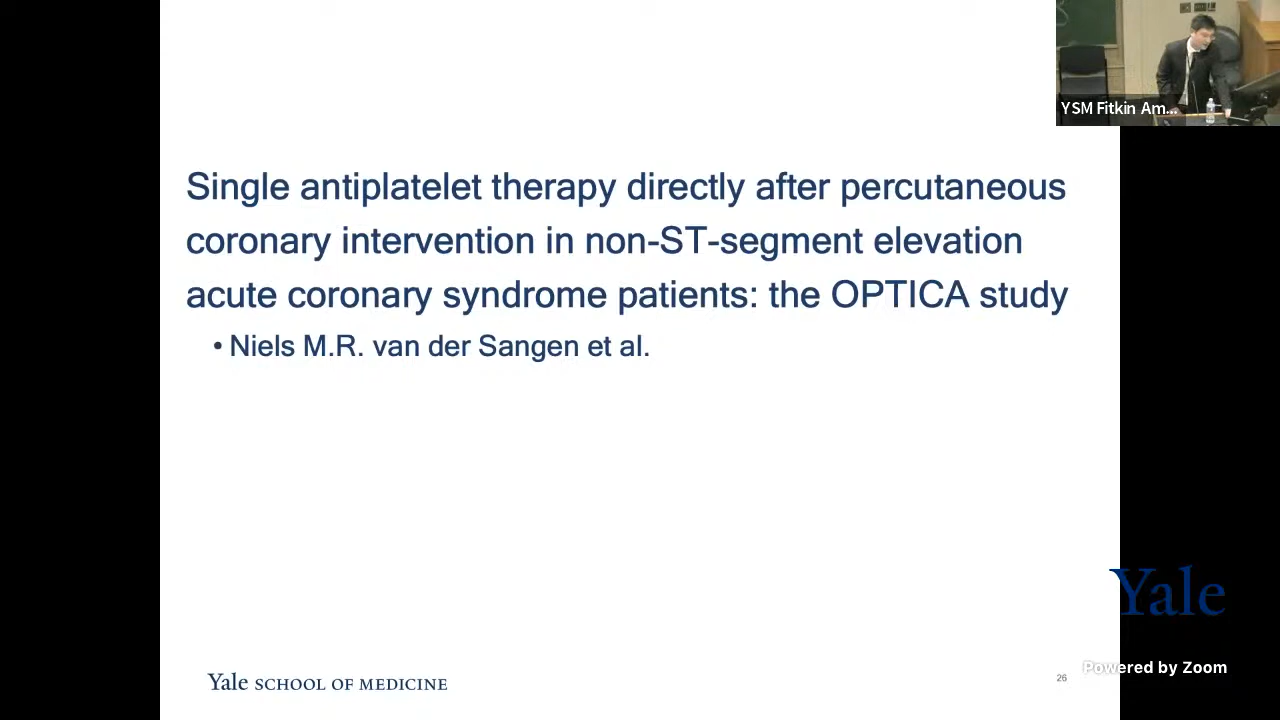 YSM Fitkin Am...
Single antiplatelet therapy directly after percutaneous
coronary intervention in non-ST-segment elevation
acute coronary syndrome patients: the OPTICA study
• Niels M.R. van der Sangen et al.
Yale
Powered by Zoom
Yale SCHOOL OF MEDICINE
26